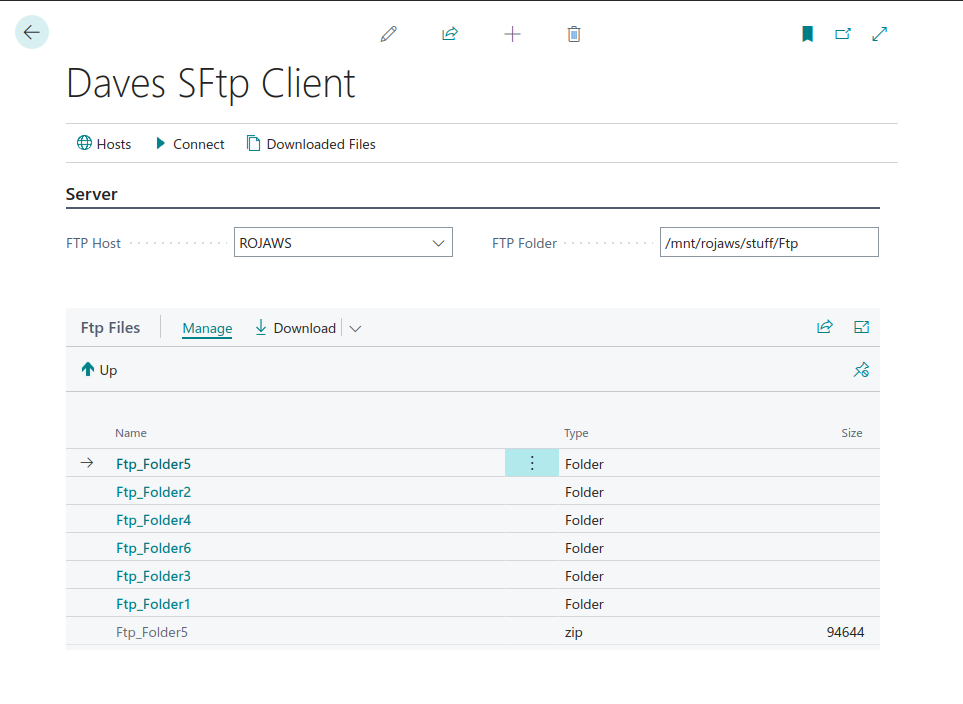 Daves SFtp Client
Hosts Connect Downloaded Files
Server
FTP Host ROJAWS FTP Folder /mnt/rojaws/stuff/Ftp
Ftp Files Manage Download
Up
Name Type Size
Ftp_Folder5 Folder
Ftp_Folder2 Folder
Ftp_Folder4 Folder
Ftp_Folder6 Folder
Ftp_Folder3 Folder
Ftp_Folder1 Folder
Ftp_Folder5 zip 94644